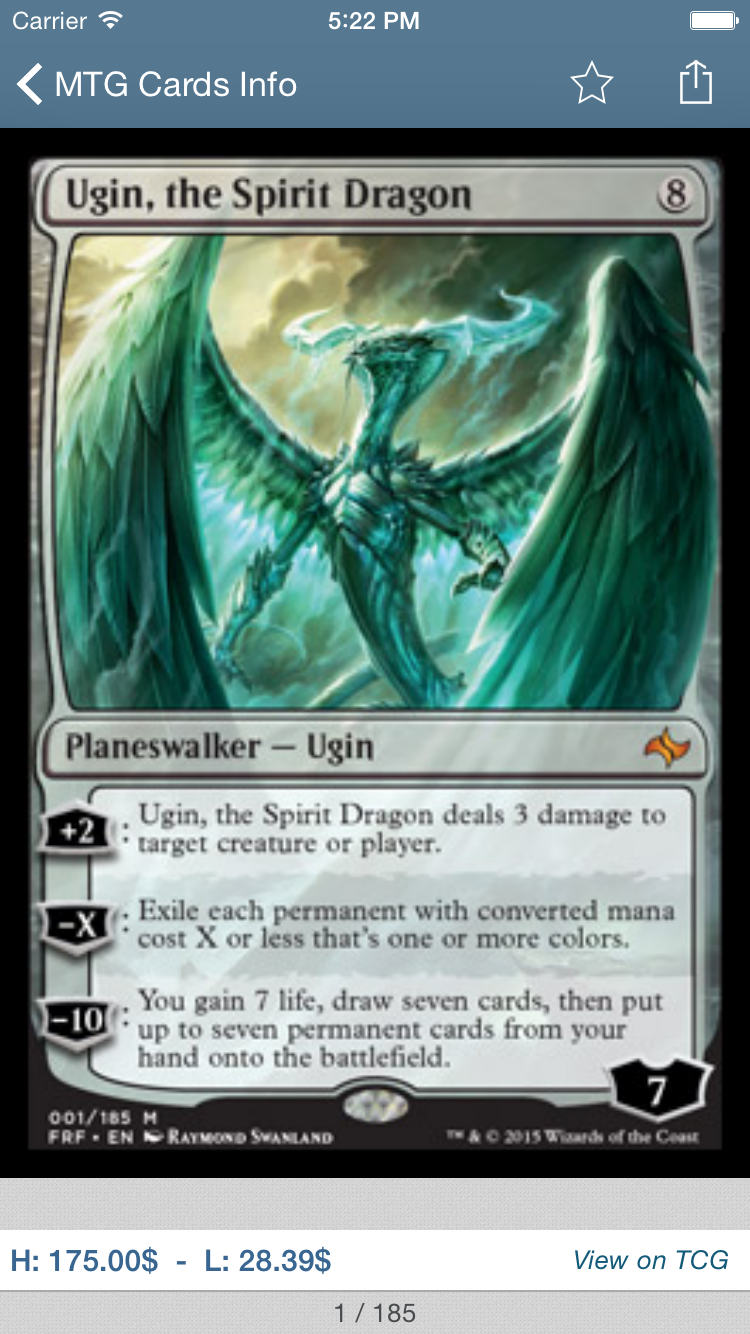 Carrier 5:22 PM
MTG Cards Info
Ugin, the Spirit Dragon 8
Planeswalker — Ugin
+2 : Ugin, the Spirit Dragon deals 3 damage to
target creature or player.
−X : Exile each permanent with converted mana
cost X or less that's one or more colors.
−10 : You gain 7 life, draw seven cards, then put
up to seven permanent cards from your
hand onto the battlefield.
7
001/185 M
FRF • EN Raymond Swanland ™ & © 2015 Wizards of the Coast
H: 175.00$ - L: 28.39$ View on TCG
1 / 185